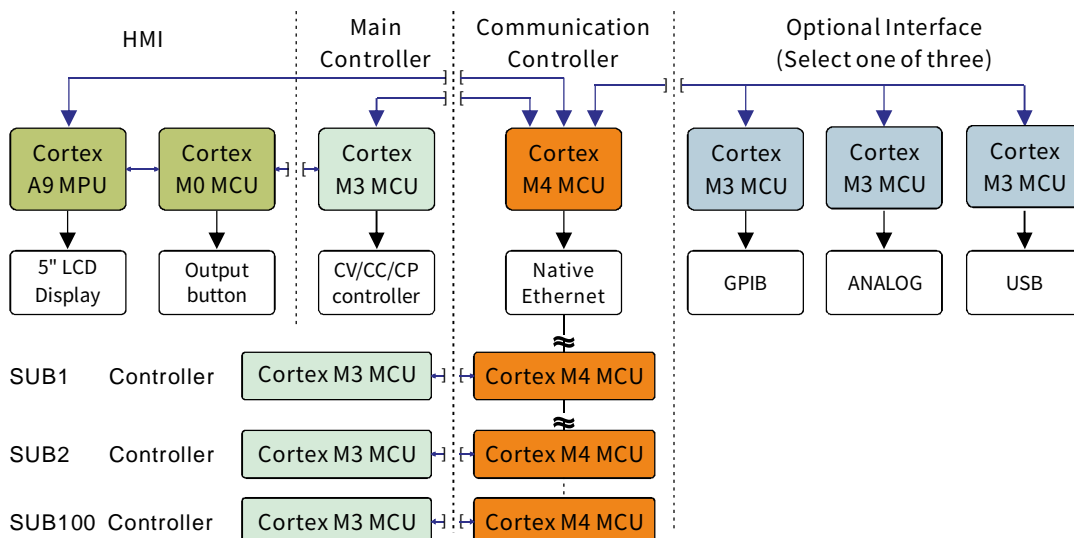 HMI
Main
Controller
Communication
Controller
Optional Interface
(Select one of three)
Cortex
A9 MPU
Cortex
M0 MCU
Cortex
M3 MCU
Cortex
M4 MCU
Cortex
M3 MCU
Cortex
M3 MCU
Cortex
M3 MCU
5" LCD
Display
Output
button
CV/CC/CP
controller
Native
Ethernet
GPIB
ANALOG
USB
SUB1 Controller Cortex M3 MCU Cortex M4 MCU
SUB2 Controller Cortex M3 MCU Cortex M4 MCU
SUB100 Controller Cortex M3 MCU Cortex M4 MCU